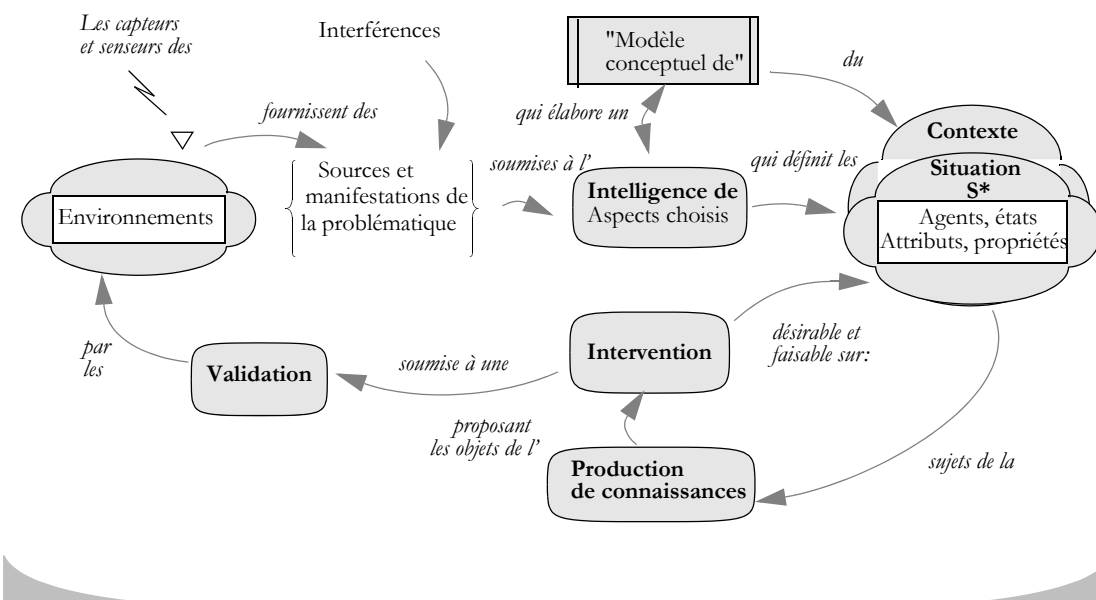 Les capteurs
et senseurs des
Interférences
"Modèle
conceptuel de"
du
fournissent des
qui élabore un
Contexte
Sources et
manifestations de
la problématique
soumises à l'
Intelligence de
Aspects choisis
qui définit les
Situation
S*
Agents, états
Attributs, propriétés
Environnements
par
les
Validation
soumise à une
Intervention
désirable et
faisable sur:
proposant
les objets de l'
Production
de connaissances
sujets de la